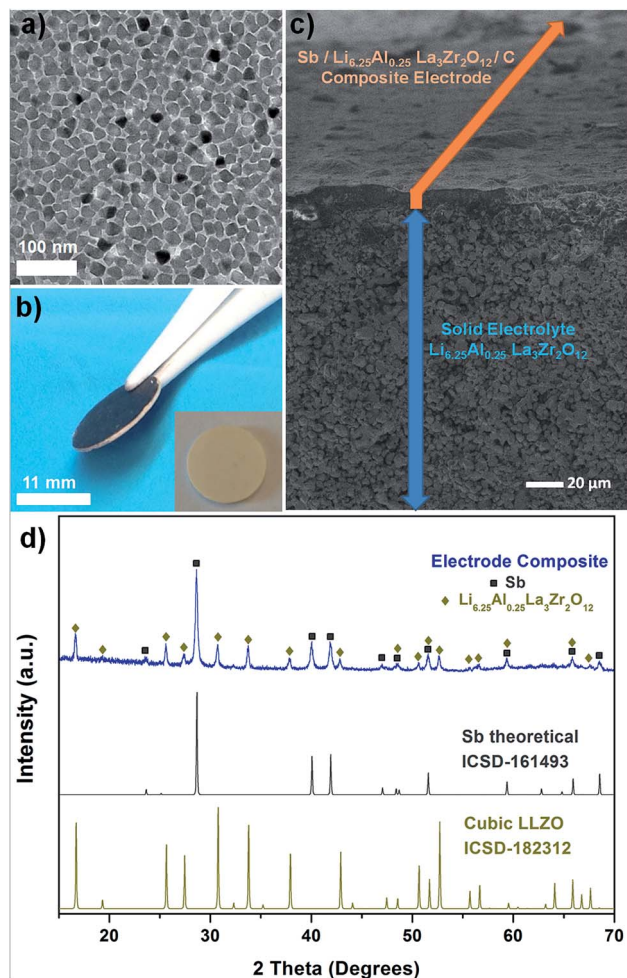 a)
100 nm
b)
11 mm
c)
Sb / Li₆.₂₅Al₀.₂₅ La₃Zr₂O₁₂ / C
Composite Electrode
Solid Electrolyte
Li₆.₂₅Al₀.₂₅ La₃Zr₂O₁₂
20 µm
d)
Electrode Composite
Sb
Li₆.₂₅Al₀.₂₅La₃Zr₂O₁₂
Sb theoretical
ICSD-161493
Cubic LLZO
ICSD-182312
Intensity (a.u.)
20 30 40 50 60 70
2 Theta (Degrees)